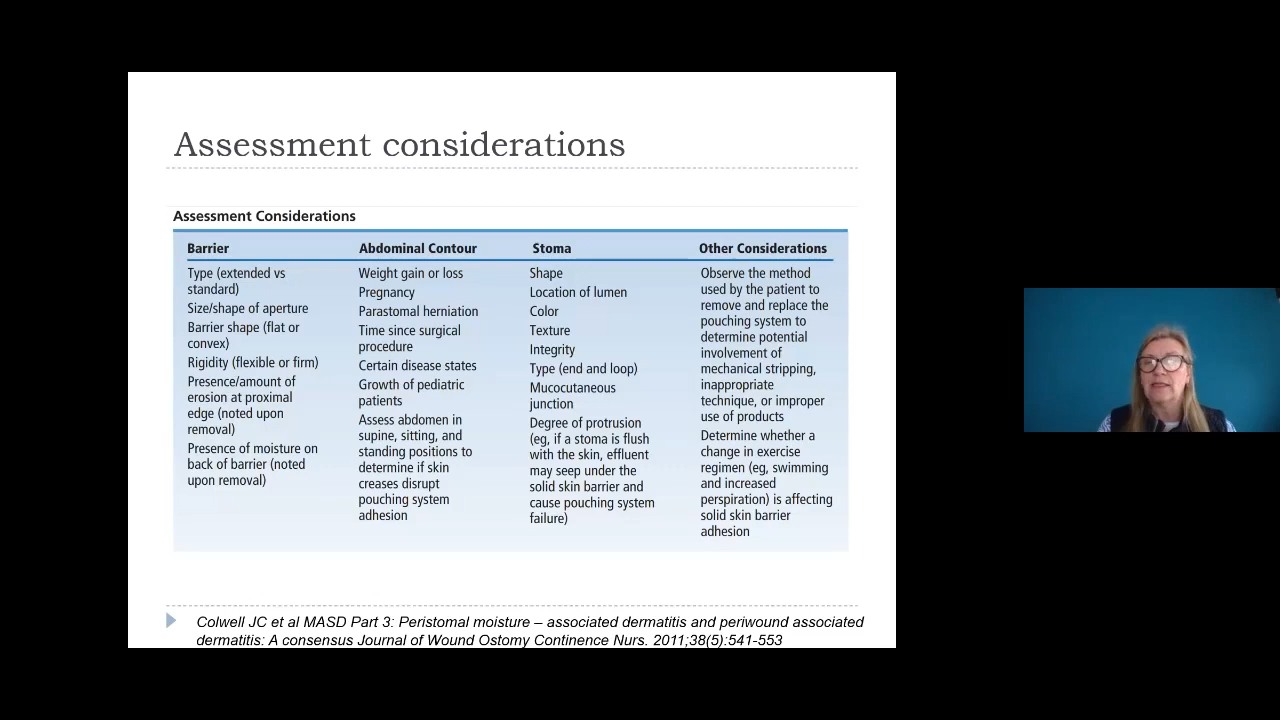 Assessment considerations
Assessment Considerations
Barrier
Type (extended vs
standard)
Size/shape of aperture
Barrier shape (flat or
convex)
Rigidity (flexible or firm)
Presence/amount of
erosion at proximal
edge (noted upon
removal)
Presence of moisture on
back of barrier (noted
upon removal)
Abdominal Contour
Weight gain or loss
Pregnancy
Parastomal herniation
Time since surgical
procedure
Certain disease states
Growth of pediatric
patients
Assess abdomen in
supine, sitting, and
standing positions to
determine if skin
creases disrupt
pouching system
adhesion
Stoma
Shape
Location of lumen
Color
Texture
Integrity
Type (end and loop)
Mucocutaneous
junction
Degree of protrusion
(eg, if a stoma is flush
with the skin, effluent
may seep under the
solid skin barrier and
cause pouching system
failure)
Other Considerations
Observe the method
used by the patient to
remove and replace the
pouching system to
determine potential
involvement of
mechanical stripping,
inappropriate
technique, or improper
use of products
Determine whether a
change in exercise
regimen (eg, swimming
and increased
perspiration) is affecting
solid skin barrier
adhesion
Colwell JC et al MASD Part 3: Peristomal moisture – associated dermatitis and periwound associated
dermatitis: A consensus Journal of Wound Ostomy Continence Nurs. 2011;38(5):541-553